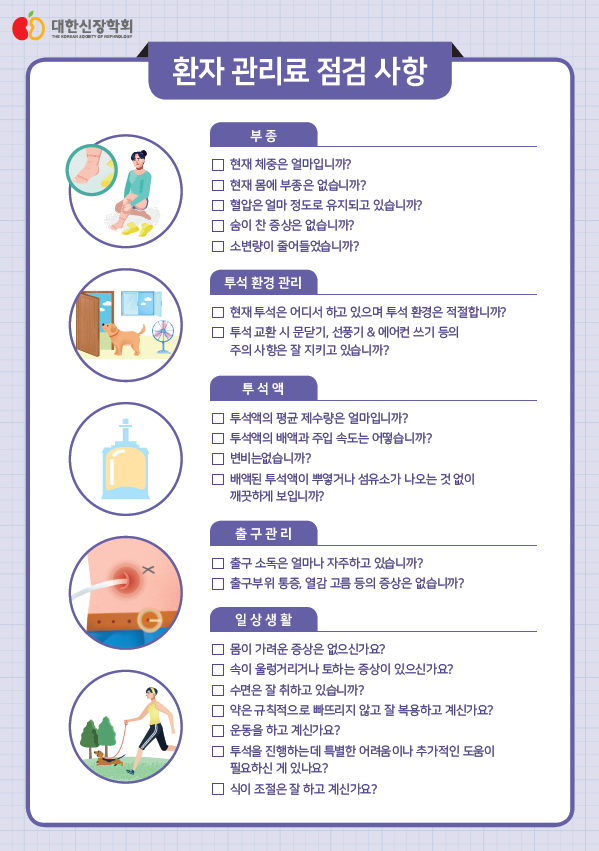 대한신장학회
THE KOREAN SOCIETY OF NEPHROLOGY
환자 관리료 점검 사항
부 종
현재 체중은 얼마입니까?
현재 몸에 부종은 없습니까?
혈압은 얼마 정도로 유지되고 있습니까?
숨이 찬 증상은 없습니까?
소변량이 줄어들었습니까?
투석 환경 관리
현재 투석은 어디서 하고 있으며 투석 환경은 적절합니까?
투석 교환 시 문닫기, 선풍기 & 에어컨 쓰기 등의
주의 사항은 잘 지키고 있습니까?
투 석 액
투석액의 평균 제수량은 얼마입니까?
투석액의 배액과 주입 속도는 어떻습니까?
변비는없습니까?
배액된 투석액이 뿌옇거나 섬유소가 나오는 것 없이
깨끗하게 보입니까?
출 구 관 리
출구 소독은 얼마나 자주하고 있습니까?
출구부위 통증, 열감 고름 등의 증상은 없습니까?
일 상 생 활
몸이 가려운 증상은 없으신가요?
속이 울렁거리거나 토하는 증상이 있으신가요?
수면은 잘 취하고 있습니까?
약은 규칙적으로 빠뜨리지 않고 잘 복용하고 계신가요?
운동을 하고 계신가요?
투석을 진행하는데 특별한 어려움이나 추가적인 도움이
필요하신 게 있나요?
식이 조절은 잘 하고 계신가요?